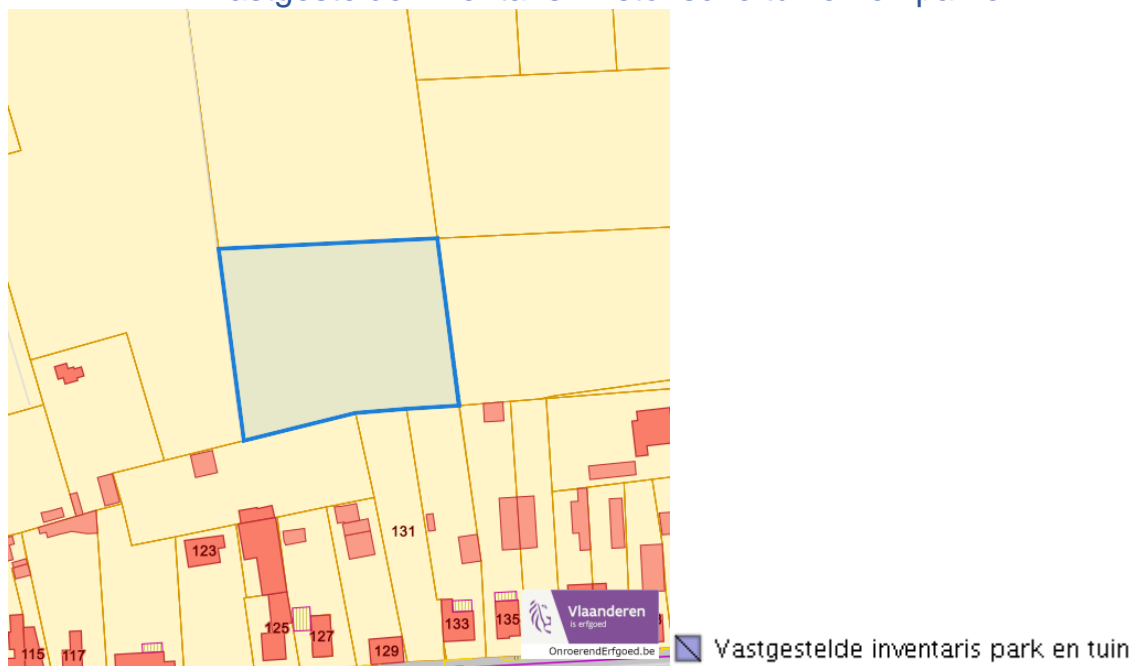 123
131
125
127
129
133
135
115
117
Vlaanderen
is erfgoed
OnroerendErfgoed.be
Vastgestelde inventaris park en tuin